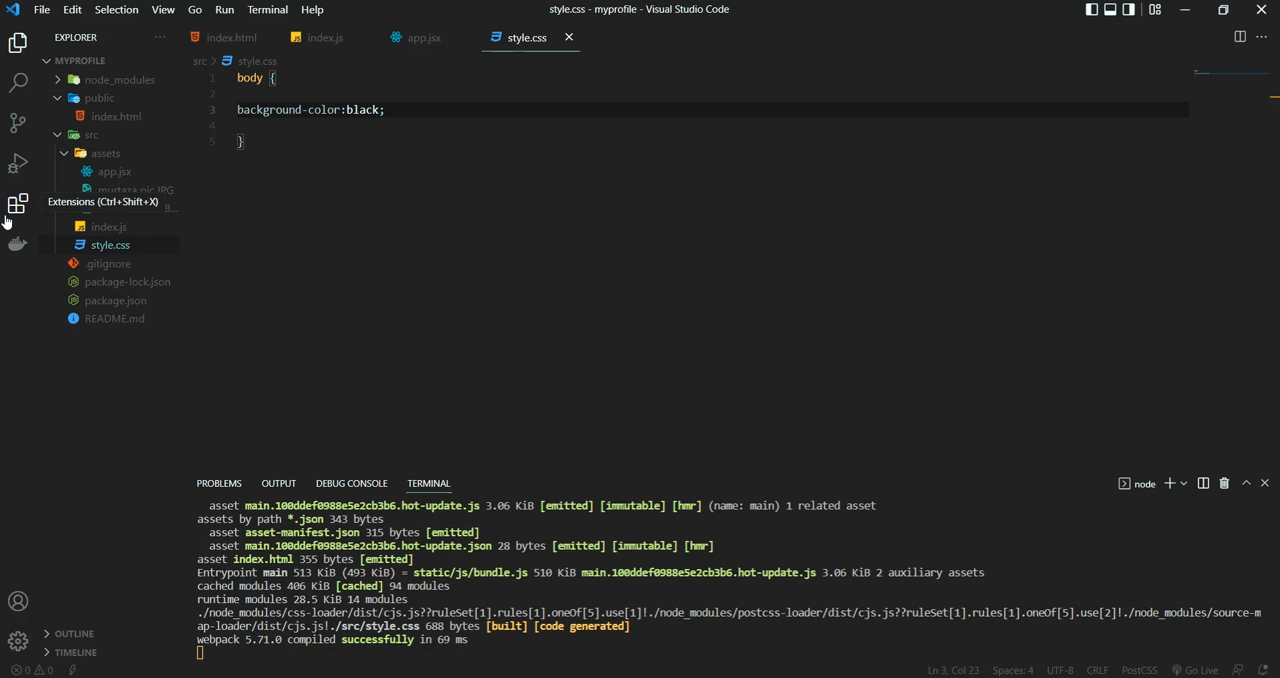 File Edit Selection View Go Run Terminal Help
style.css - myprofile - Visual Studio Code
EXPLORER
index.html
index.js
app.jsx
style.css
MYPROFILE
node_modules
public
index.html
src
assets
app.jsx
murtaza pic.JPG
Extensions (Ctrl+Shift+X)
8...
index.js
style.css
.gitignore
package-lock.json
package.json
README.md
OUTLINE
TIMELINE
src > style.css
1 body {
2
3 background-color:black;
4
5 }
PROBLEMS OUTPUT DEBUG CONSOLE TERMINAL
node
asset main.100ddef0988e5e2cb3b6.hot-update.js 3.06 KiB [emitted] [immutable] [hmr] (name: main) 1 related asset
assets by path *.json 343 bytes
asset asset-manifest.json 315 bytes [emitted]
asset main.100ddef0988e5e2cb3b6.hot-update.json 28 bytes [emitted] [immutable] [hmr]
asset index.html 355 bytes [emitted]
Entrypoint main 513 KiB (493 KiB) = static/js/bundle.js 510 KiB main.100ddef0988e5e2cb3b6.hot-update.js 3.06 KiB 2 auxiliary assets
cached modules 406 KiB [cached] 94 modules
runtime modules 28.5 KiB 14 modules
./node_modules/css-loader/dist/cjs.js??ruleSet[1].rules[1].oneOf[5].use[1]!./node_modules/postcss-loader/dist/cjs.js??ruleSet[1].rules[1].oneOf[5].use[2]!./node_modules/source-m
ap-loader/dist/cjs.js!./src/style.css 688 bytes [built] [code generated]
webpack 5.71.0 compiled successfully in 69 ms
0 0
Ln 3, Col 23 Spaces: 4 UTF-8 CRLF PostCSS Go Live